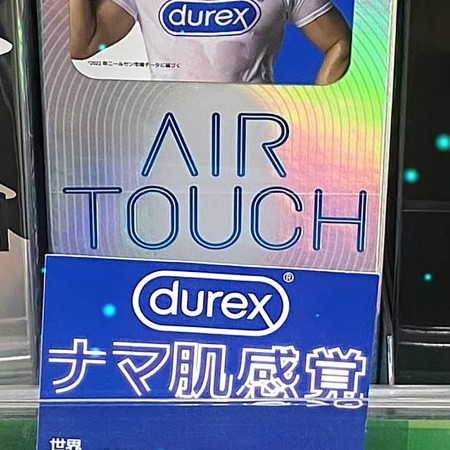 durex
*2022 年ニールセン市場データに基づく
AIR
TOUCH
durex®
ナマ肌感覚
世界